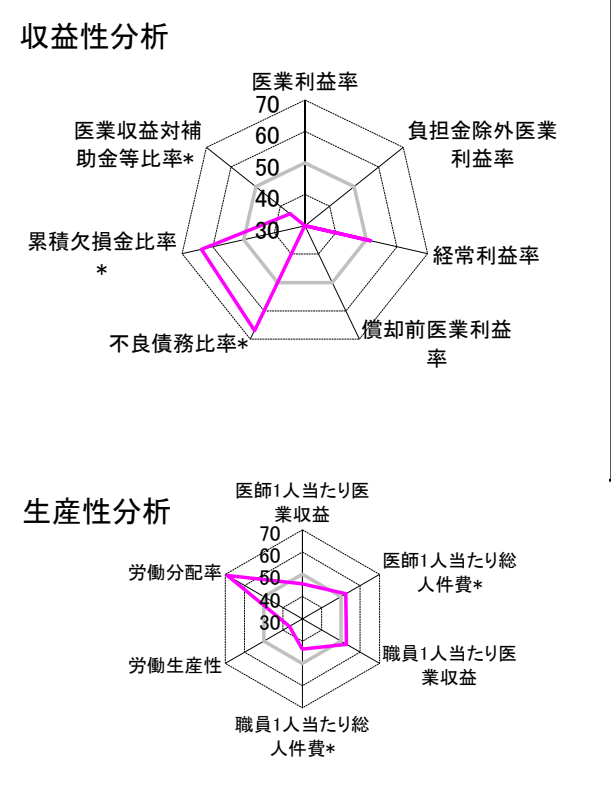 収益性分析
医業利益率
70
60
50
40
30
負担金除外医業
利益率
経常利益率
償却前医業利益
率
不良債務比率*
累積欠損金比率
*
医業収益対補
助金等比率*
生産性分析
医師1人当たり医
業収益
70
60
50
40
30
医師1人当たり総
人件費*
職員1人当たり医
業収益
職員1人当たり総
人件費*
労働生産性
労働分配率